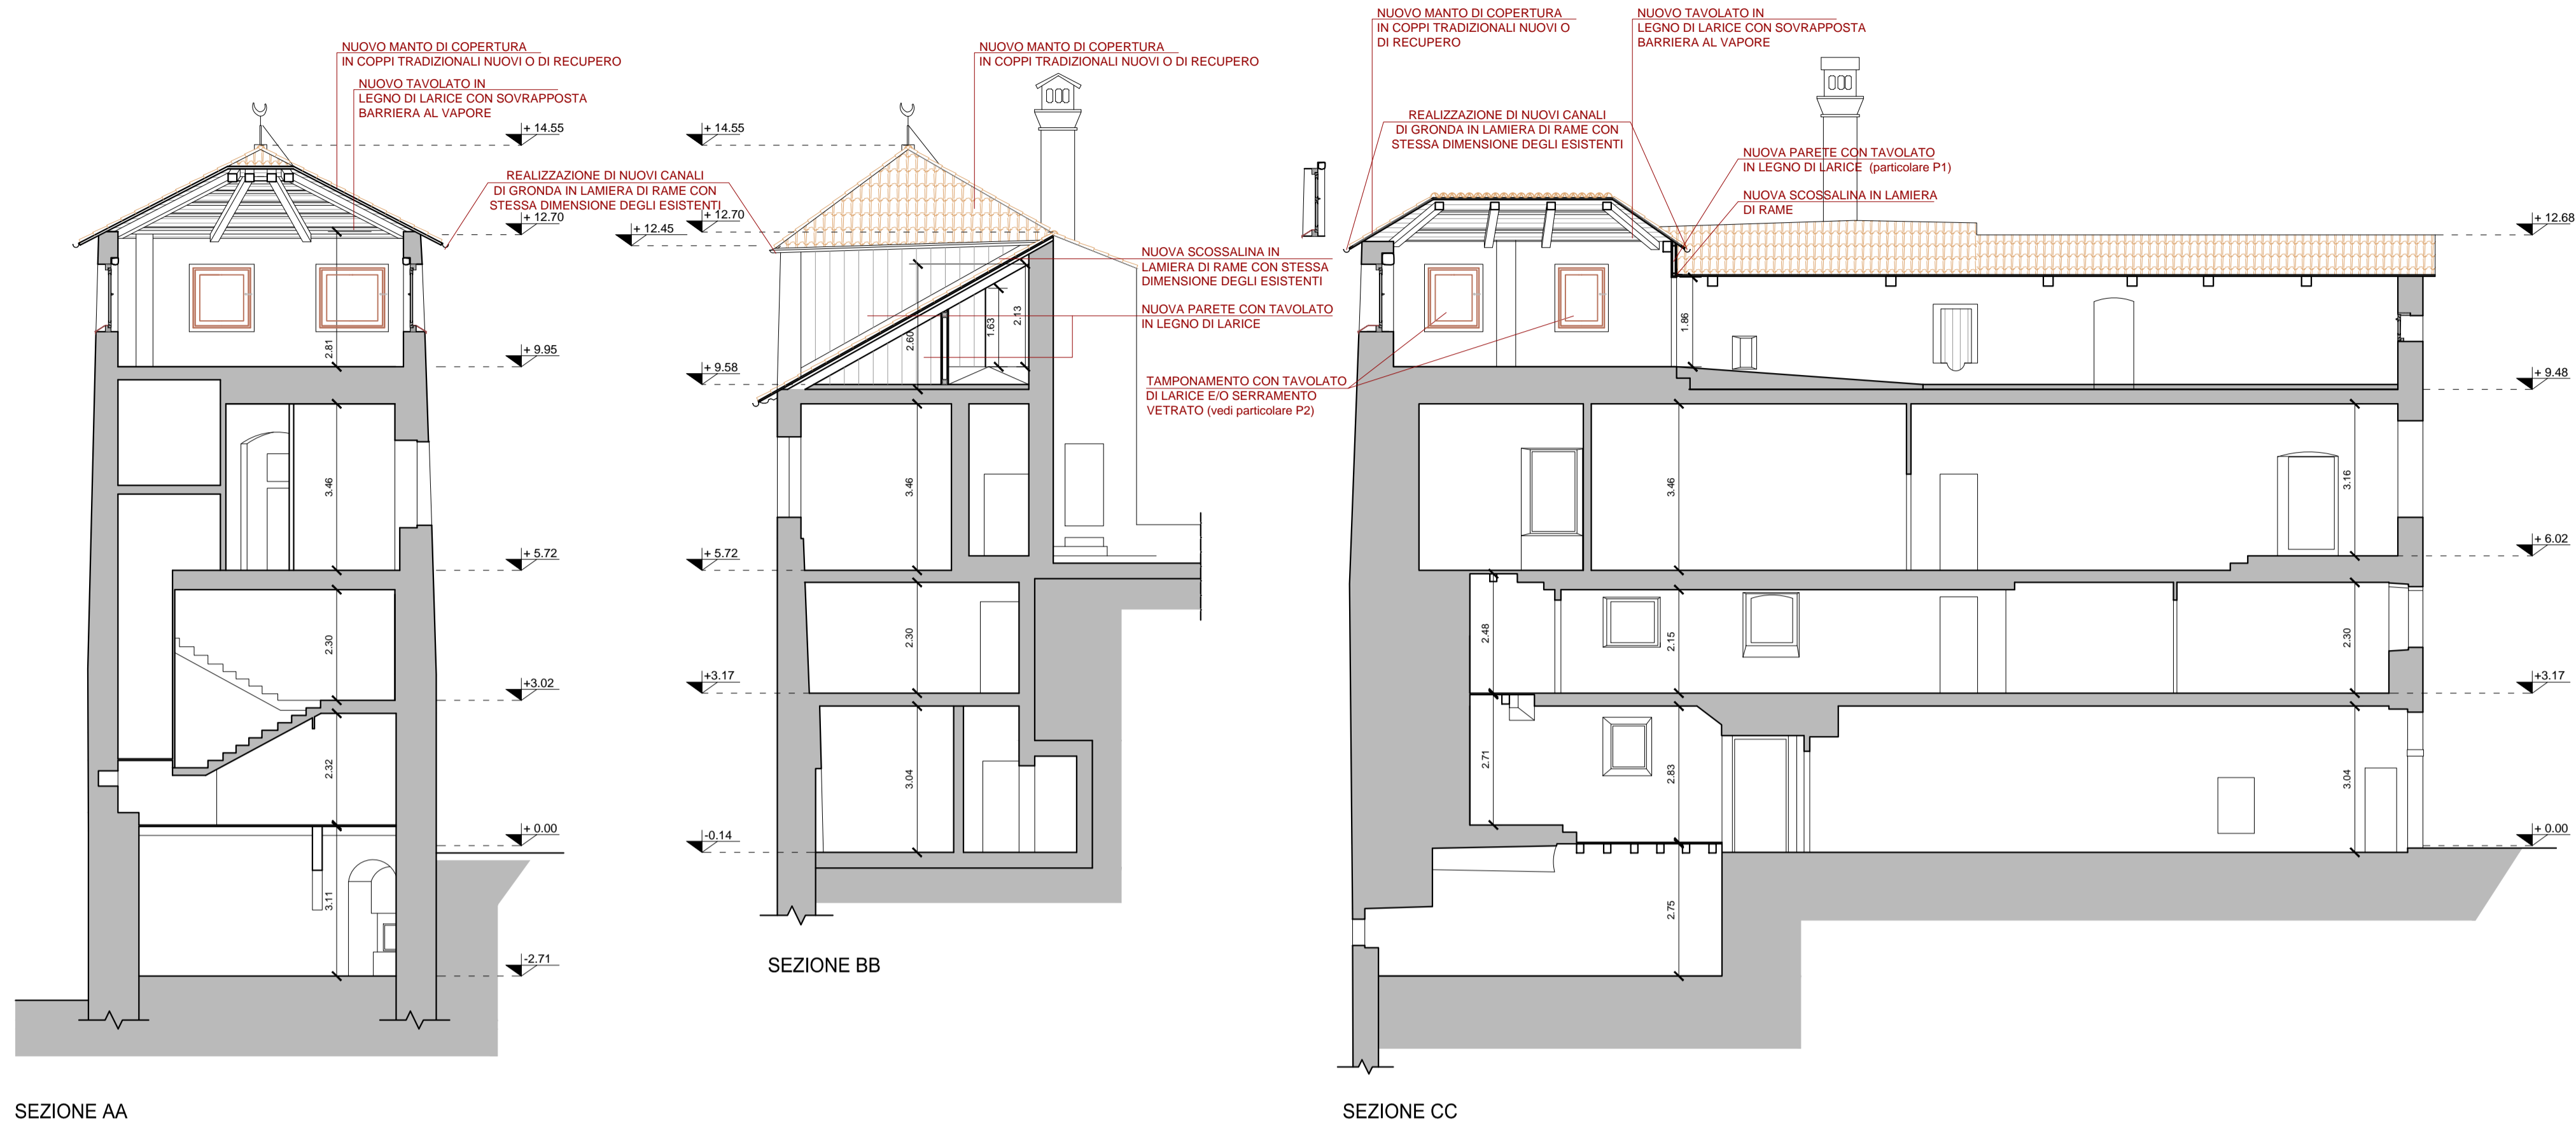 NUOVO MANTO DI COPERTURA
IN COPPI TRADIZIONALI NUOVI O DI RECUPERO
NUOVO TAVOLATO IN
LEGNO DI LARICE CON SOVRAPPOSTA
BARRIERA AL VAPORE
+ 14.55
REALIZZAZIONE DI NUOVI CANALI
DI GRONDA IN LAMIERA DI RAME CON
STESSA DIMENSIONE DEGLI ESISTENTI
+ 12.70
2.81
+ 9.95
3.46
+ 5.72
2.30
+3.02
2.32
+ 0.00
3.11
-2.71
SEZIONE AA
NUOVO MANTO DI COPERTURA
IN COPPI TRADIZIONALI NUOVI O DI RECUPERO
+ 14.55
+ 12.70
+ 12.45
NUOVA SCOSSALINA IN
LAMIERA DI RAME CON STESSA
DIMENSIONE DEGLI ESISTENTI
NUOVA PARETE CON TAVOLATO
IN LEGNO DI LARICE
2.60
1.63
2.13
+ 9.58
TAMPONAMENTO CON TAVOLATO
DI LARICE E/O SERRAMENTO
VETRATO (vedi particolare P2)
3.46
+ 5.72
2.30
+3.17
3.04
-0.14
SEZIONE BB
NUOVO MANTO DI COPERTURA
IN COPPI TRADIZIONALI NUOVI O
DI RECUPERO
NUOVO TAVOLATO IN
LEGNO DI LARICE CON SOVRAPPOSTA
BARRIERA AL VAPORE
REALIZZAZIONE DI NUOVI CANALI
DI GRONDA IN LAMIERA DI RAME CON
STESSA DIMENSIONE DEGLI ESISTENTI
NUOVA PARETE CON TAVOLATO
IN LEGNO DI LARICE (particolare P1)
NUOVA SCOSSALINA IN LAMIERA
DI RAME
+ 12.68
1.86
+ 9.48
3.46
3.16
+ 6.02
2.48
2.15
2.30
+3.17
2.71
2.83
3.04
+ 0.00
2.75
SEZIONE CC